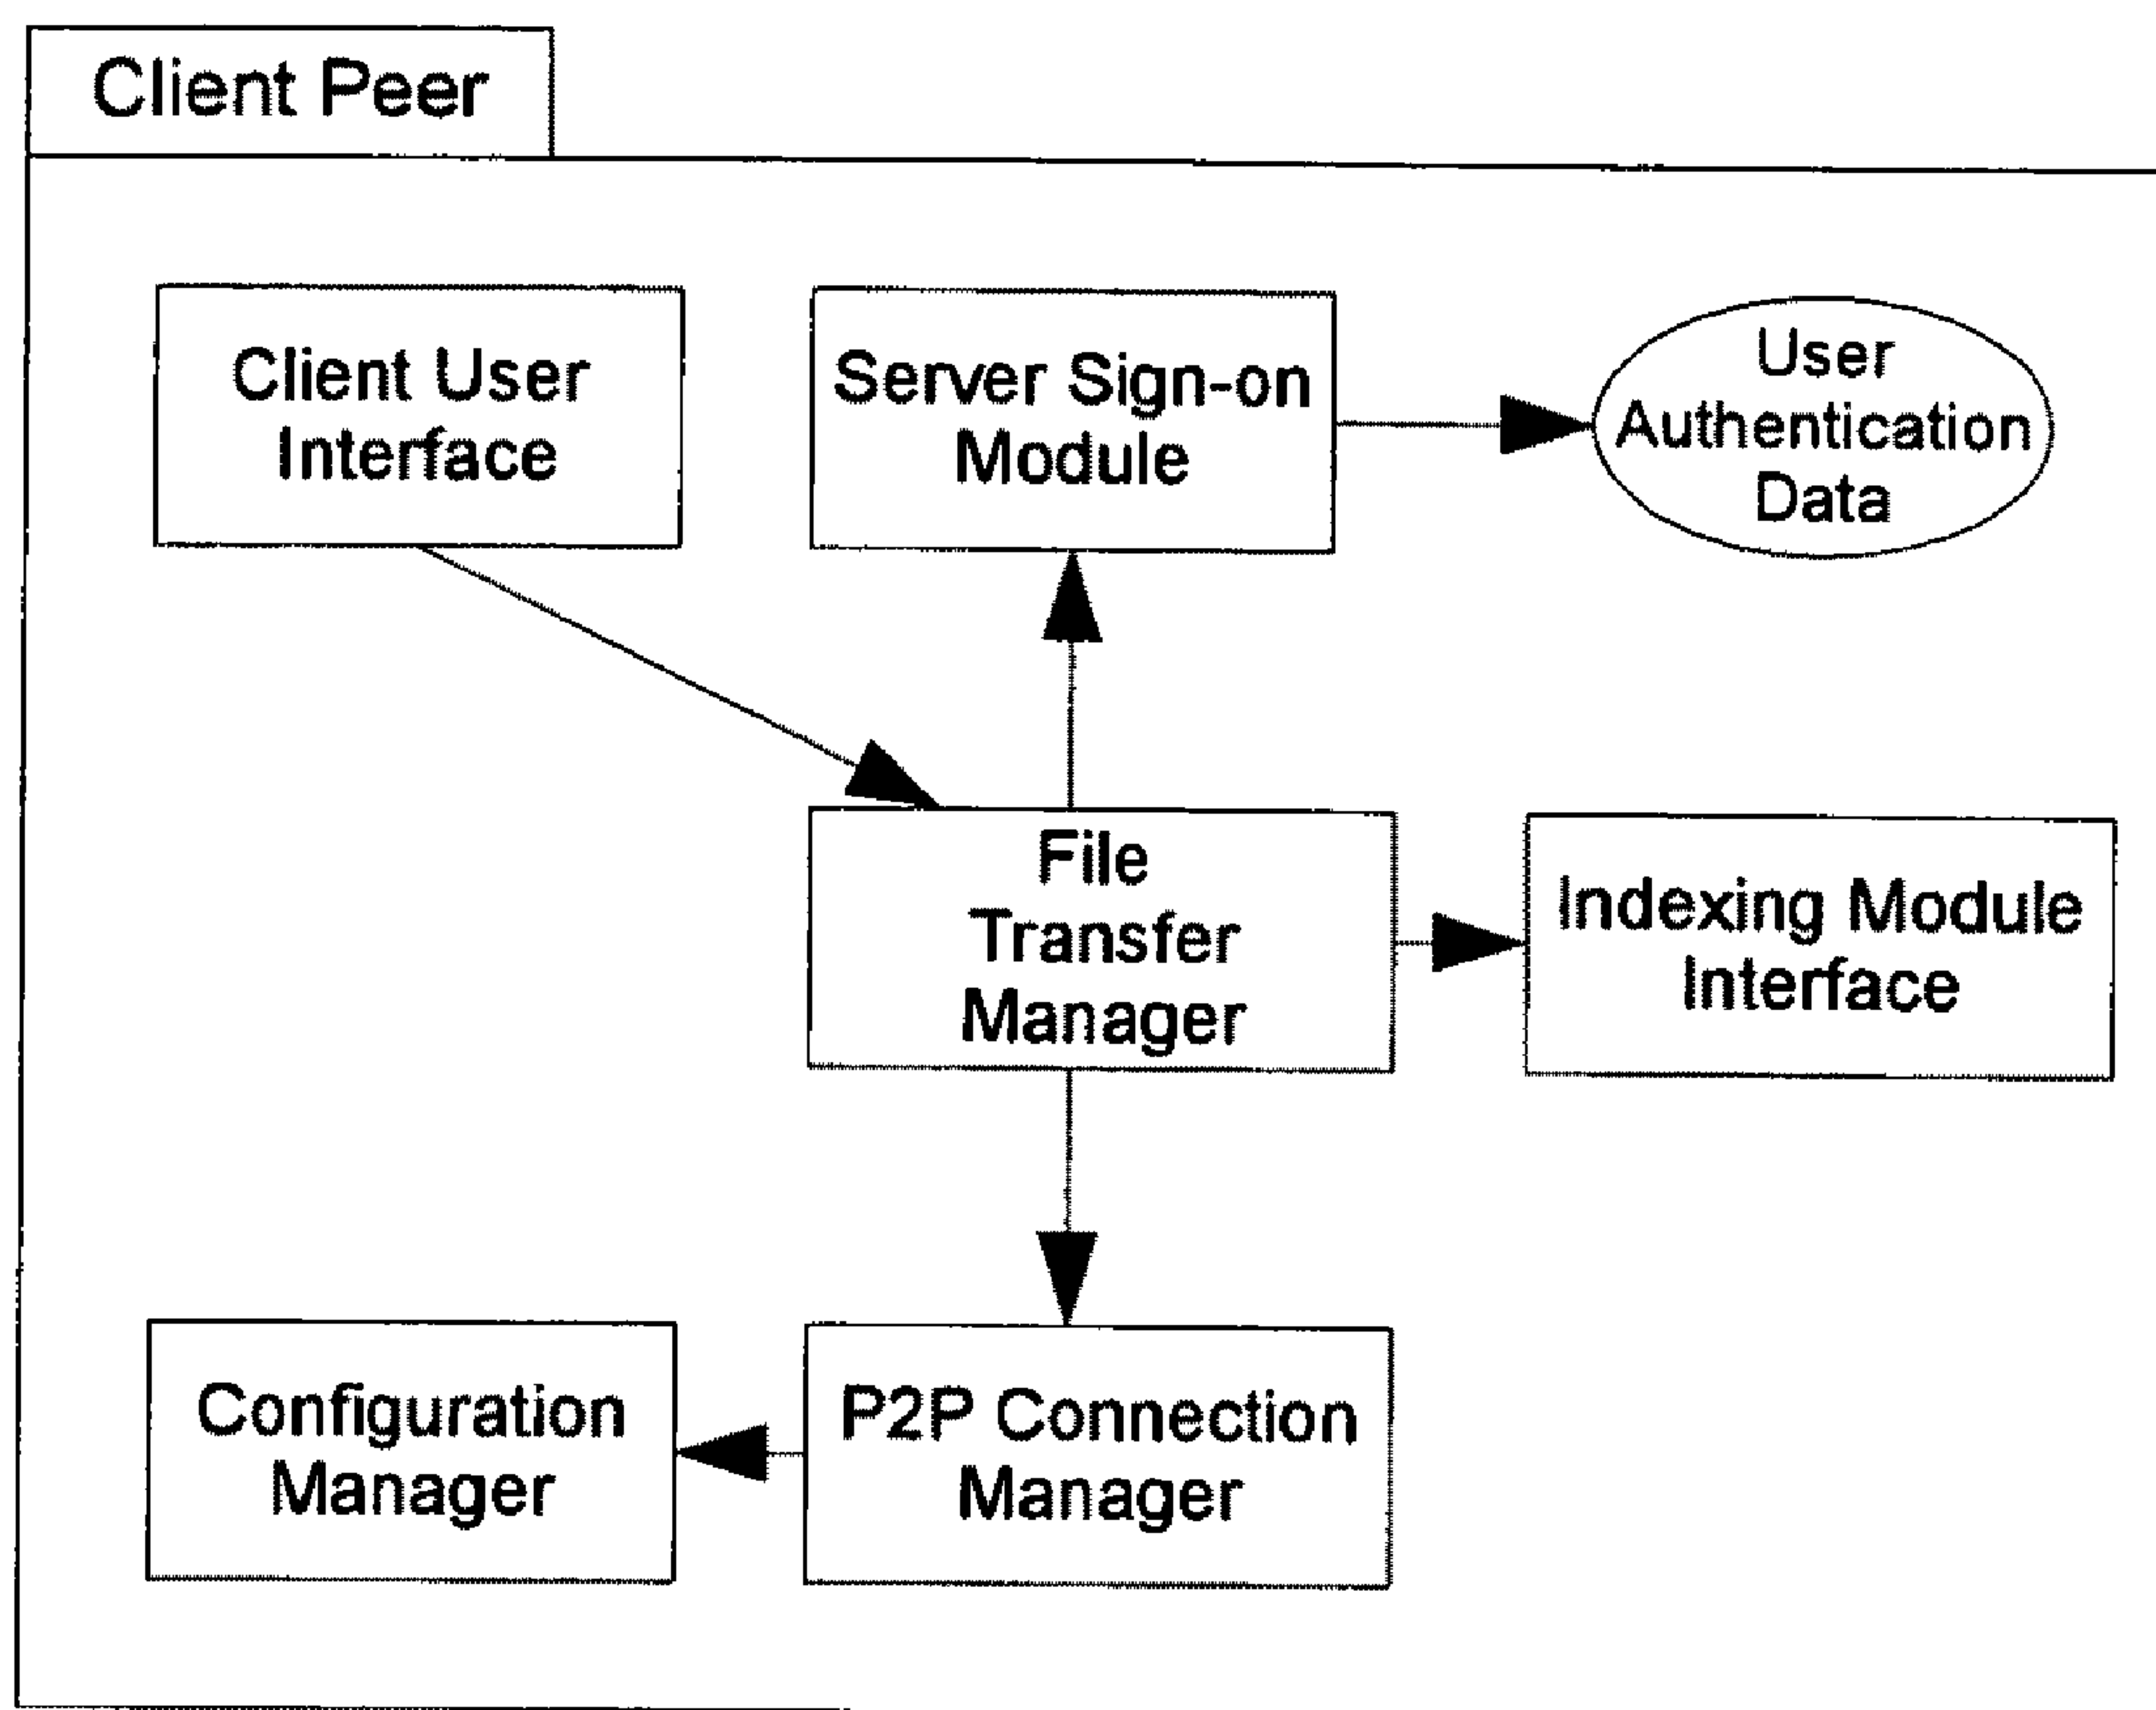 Client Peer
Client User
Interface
Server Sign-on
Module
User
Authentication
Data
File
Transfer
Manager
Indexing Module
Interface
Configuration
Manager
P2P Connection
Manager